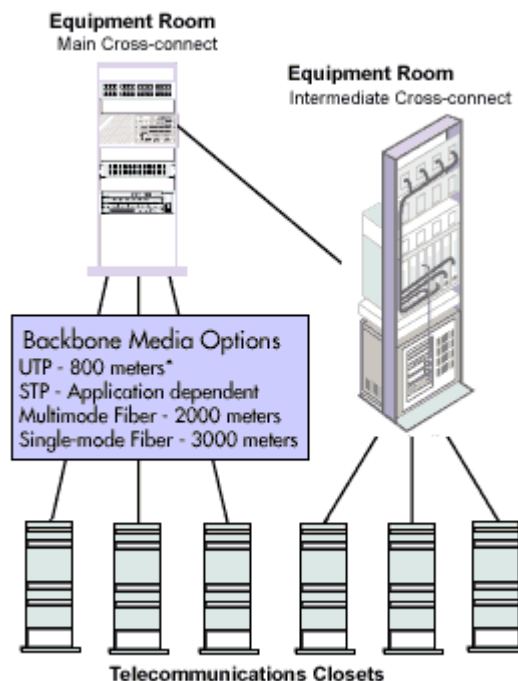 Equipment Room
Main Cross-connect
Equipment Room
Intermediate Cross-connect
Backbone Media Options
UTP - 800 meters*
STP - Application dependent
Multimode Fiber - 2000 meters
Single-mode Fiber - 3000 meters
Telecommunications Closets